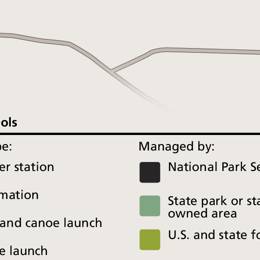 ols
pe:
Managed by:
er station
National Park Se
mation
State park or sta
owned area
and canoe launch
U.S. and state fo
e launch